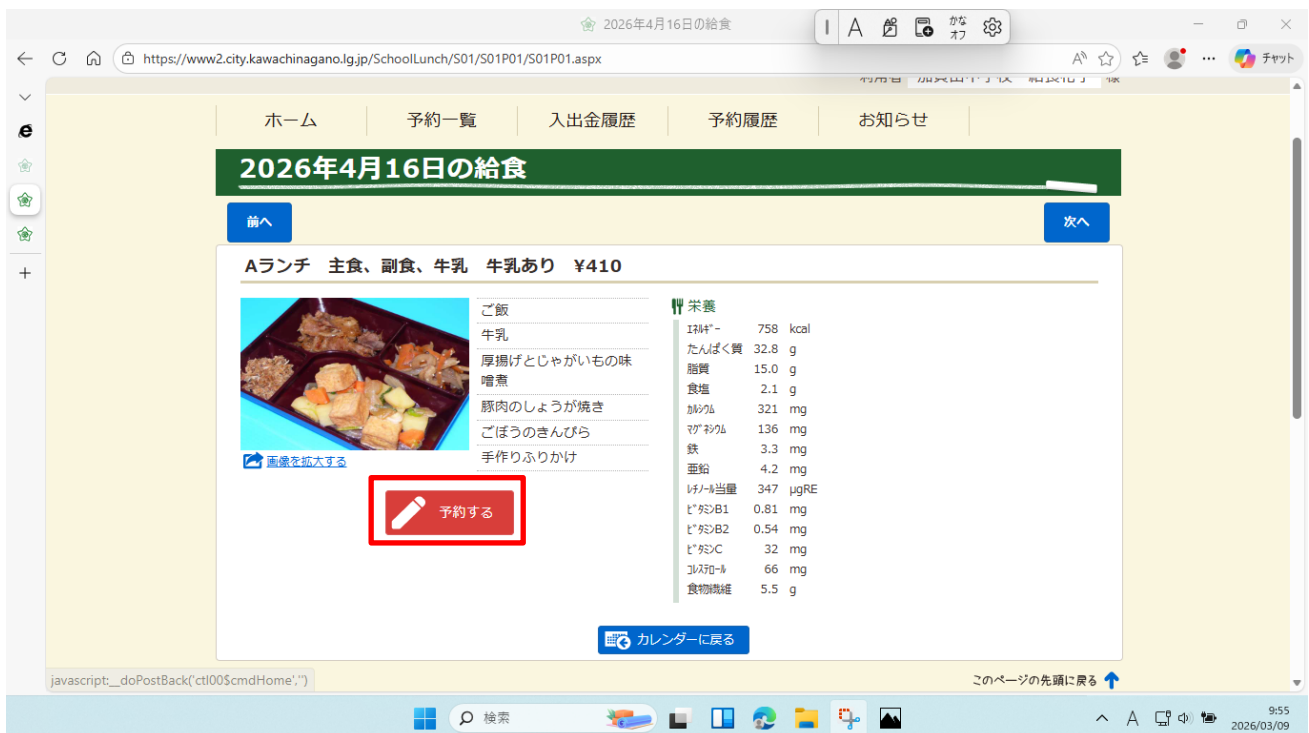 2026年4月16日の給食
A
かな
オフ
https://www2.city.kawachinagano.lg.jp/SchoolLunch/S01/S01P01/S01P01.aspx
チャット
ホーム 予約一覧 入出金履歴 予約履歴 お知らせ
2026年4月16日の給食
前へ 次へ
Aランチ 主食、副食、牛乳 牛乳あり ¥410
ご飯
牛乳
厚揚げとじゃがいもの味
噌煮
豚肉のしょうが焼き
ごぼうのきんぴら
手作りふりかけ
画像を拡大する
予約する
栄養
ｴﾈﾙｷﾞｰ 758 kcal
たんぱく質 32.8 g
脂質 15.0 g
食塩 2.1 g
ｶﾙｼｳﾑ 321 mg
ﾏｸﾞﾈｼｳﾑ 136 mg
鉄 3.3 mg
亜鉛 4.2 mg
ﾚﾁﾉｰﾙ当量 347 μgRE
ﾋﾞﾀﾐﾝB1 0.81 mg
ﾋﾞﾀﾐﾝB2 0.54 mg
ﾋﾞﾀﾐﾝC 32 mg
ｺﾚｽﾃﾛｰﾙ 66 mg
食物繊維 5.5 g
カレンダーに戻る
javascript:__doPostBack('ctl00$cmdHome','')
このページの先頭に戻る
検索
A
9:55
2026/03/09